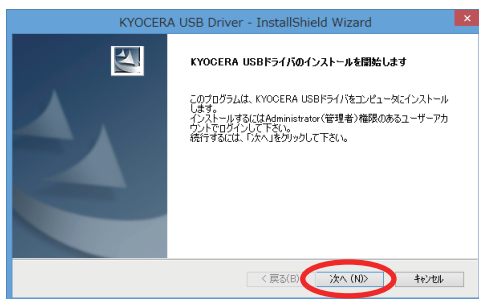 KYOCERA USB Driver - InstallShield Wizard
KYOCERA USBドライバのインストールを開始します
このプログラムは、KYOCERA USBドライバをコンピュータにインストール
します。
インストールするにはAdministrator(管理者)権限のあるユーザーアカ
ウントでログインして下さい。
続行するには、「次へ」をクリックして下さい。
< 戻る(B) 次へ (N)> キャンセル